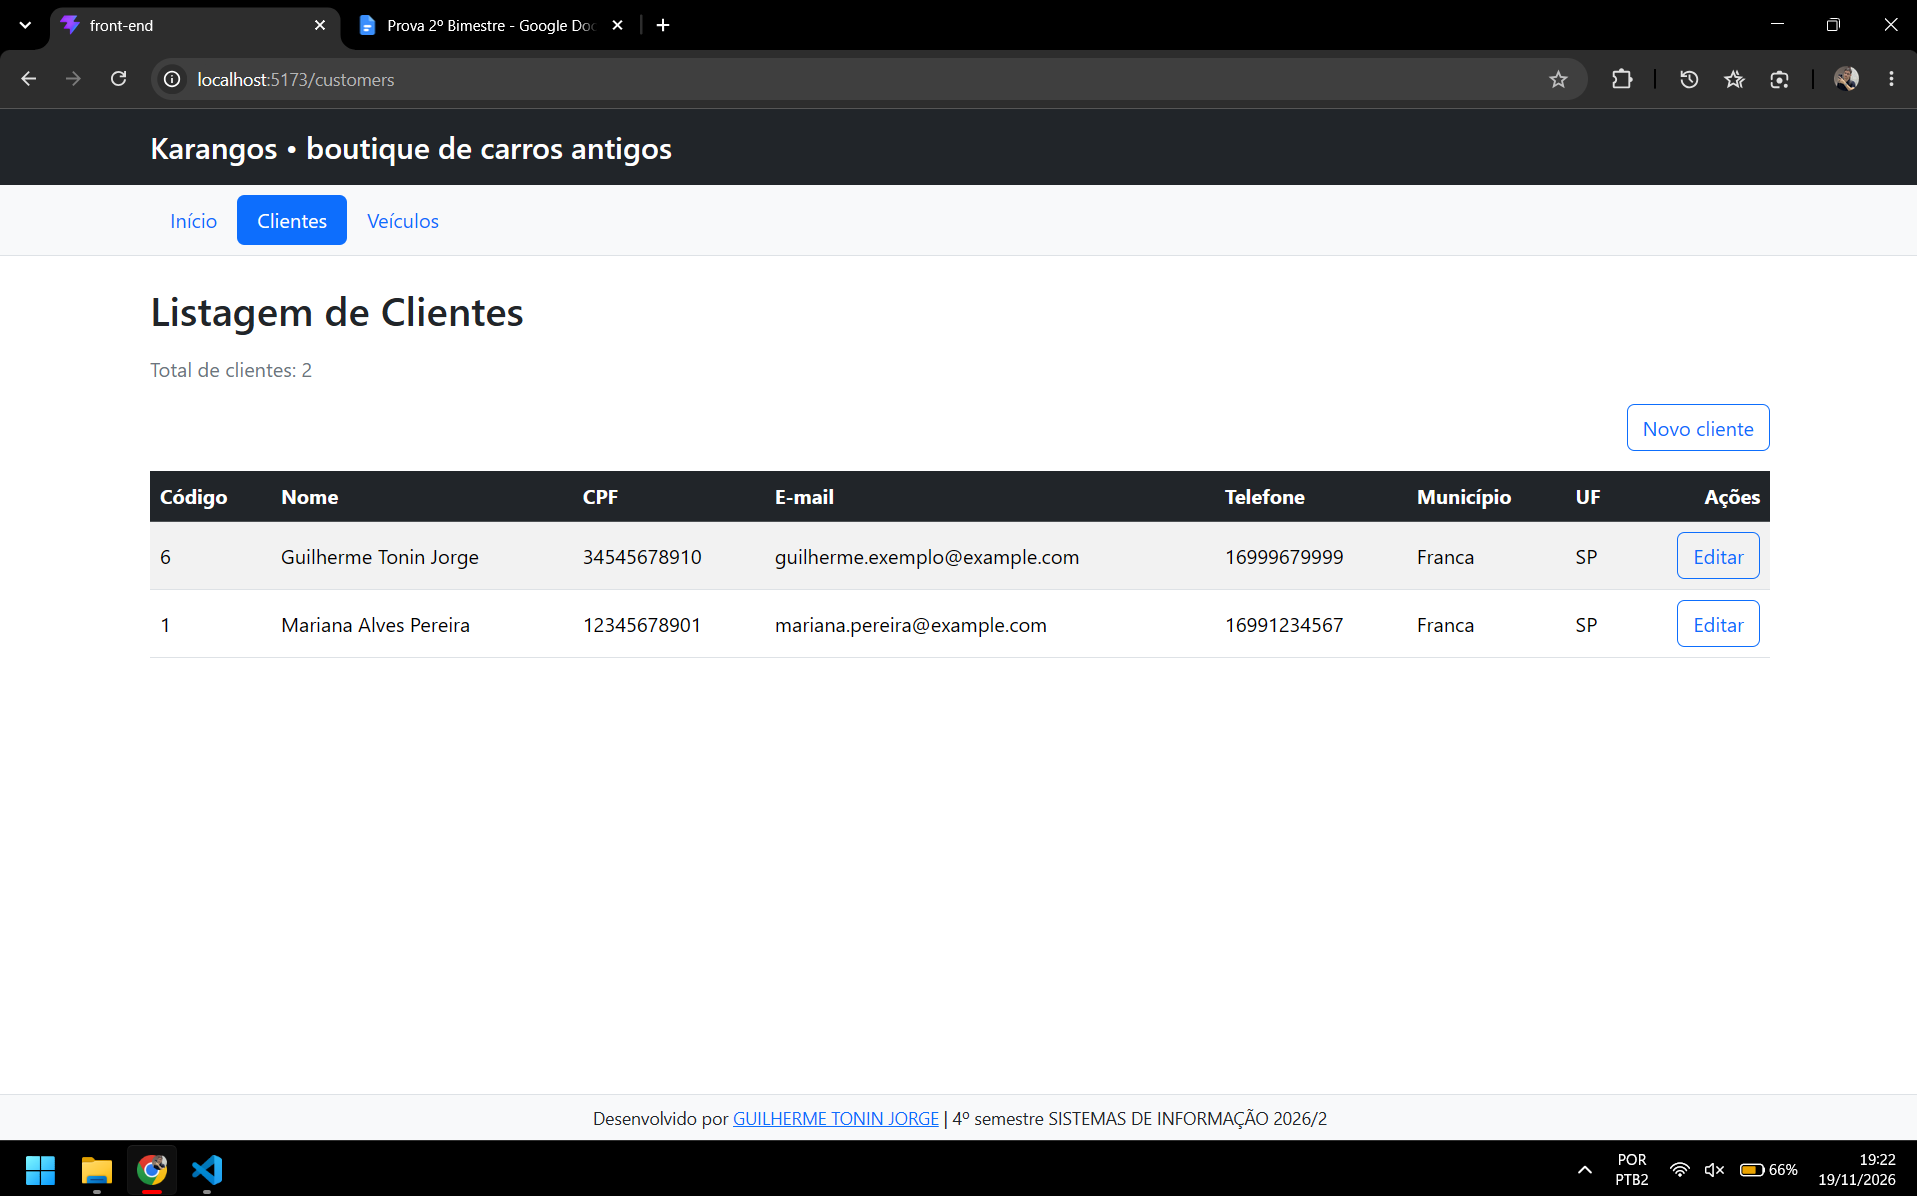 front-end
Prova 2º Bimestre - Google Doc
localhost:5173/customers
Karangos • boutique de carros antigos
Início Clientes Veículos
Listagem de Clientes
Total de clientes: 2
Novo cliente
Código Nome CPF E-mail Telefone Município UF Ações
6 Guilherme Tonin Jorge 34545678910 guilherme.exemplo@example.com 16999679999 Franca SP Editar
1 Mariana Alves Pereira 12345678901 mariana.pereira@example.com 16991234567 Franca SP Editar
Desenvolvido por GUILHERME TONIN JORGE | 4º semestre SISTEMAS DE INFORMAÇÃO 2026/2
POR
PTB2
66%
19:22
19/11/2026